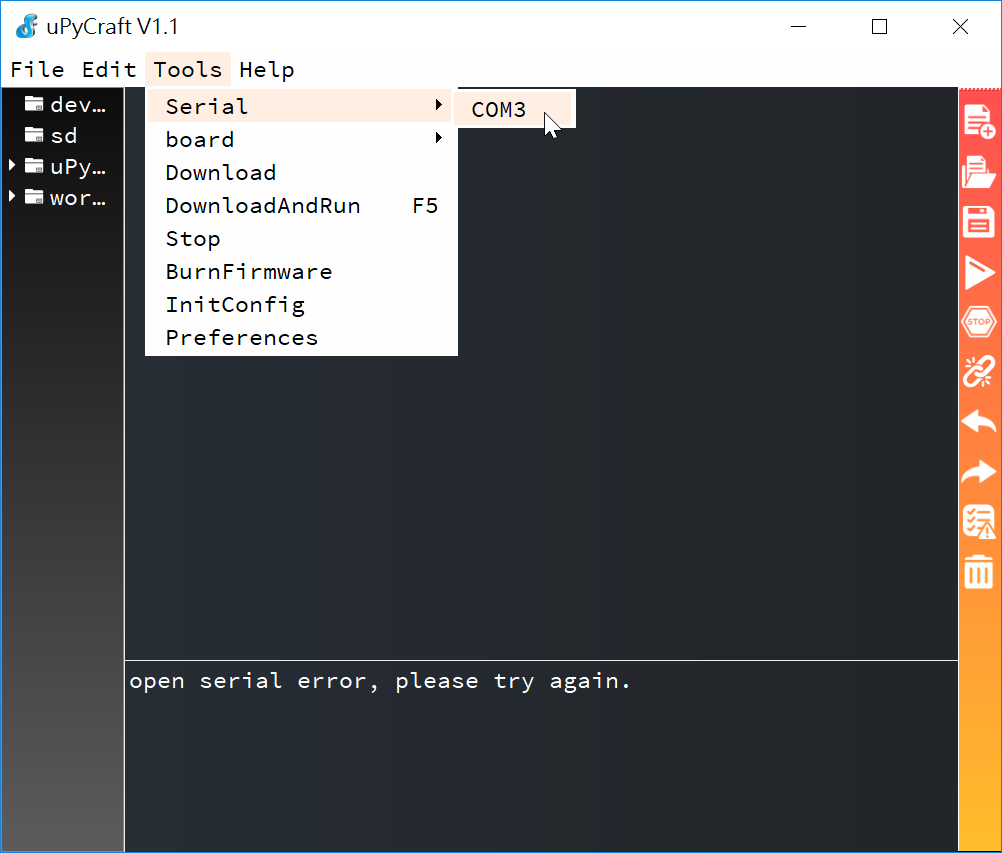 uPyCraft V1.1
File Edit Tools Help
dev...
sd
uPy...
wor...
Serial
board
Download
DownloadAndRun F5
Stop
BurnFirmware
InitConfig
Preferences
COM3
STOP
open serial error, please try again.